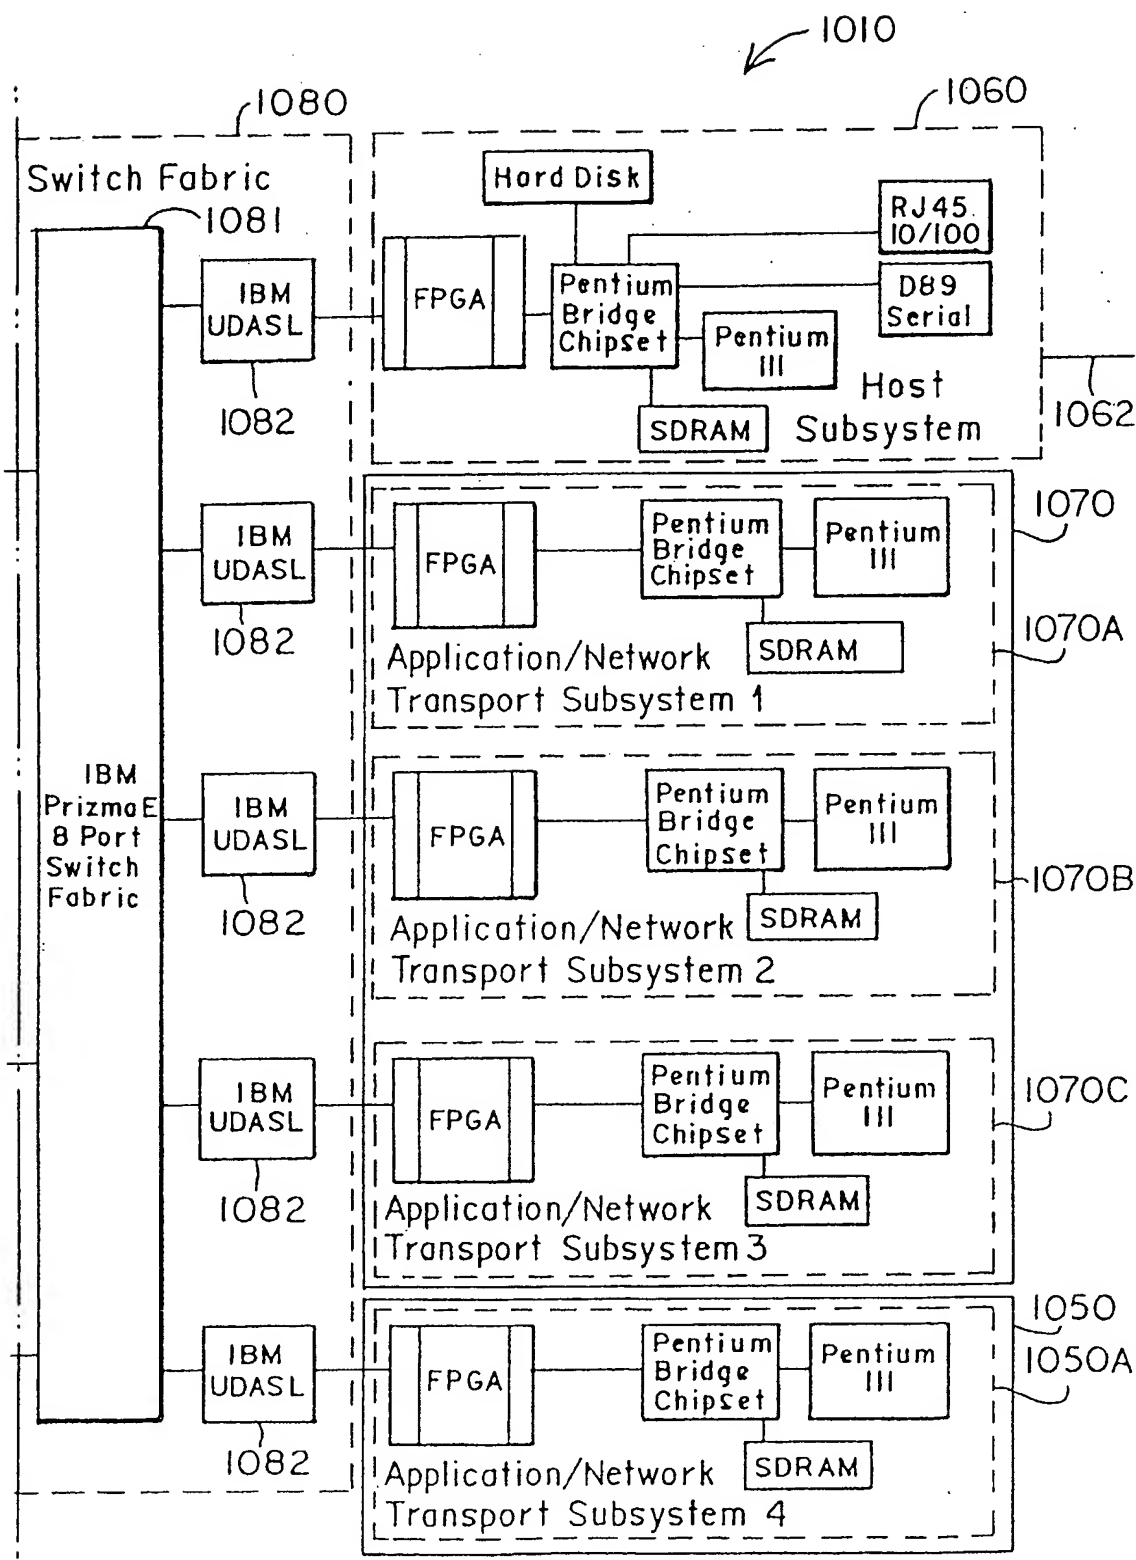 1010
1080
1060
Switch Fabric
1081
Hard Disk
RJ45
10/100
IBM
UDASL
FPGA
Pentium
Bridge
Chipset
D89
Serial
Pentium
III
1082
SDRAM
Host
Subsystem
1062
IBM
UDASL
FPGA
Pentium
Bridge
Chipset
Pentium
III
1070
1082
SDRAM
1070A
Application/Network
Transport Subsystem 1
IBM
PrizmaE
8 Port
Switch
Fabric
IBM
UDASL
FPGA
Pentium
Bridge
Chipset
Pentium
III
1070B
1082
SDRAM
Application/Network
Transport Subsystem 2
IBM
UDASL
FPGA
Pentium
Bridge
Chipset
Pentium
III
1070C
1082
SDRAM
Application/Network
Transport Subsystem 3
1050
IBM
UDASL
FPGA
Pentium
Bridge
Chipset
Pentium
III
1050A
1082
SDRAM
Application/Network
Transport Subsystem 4